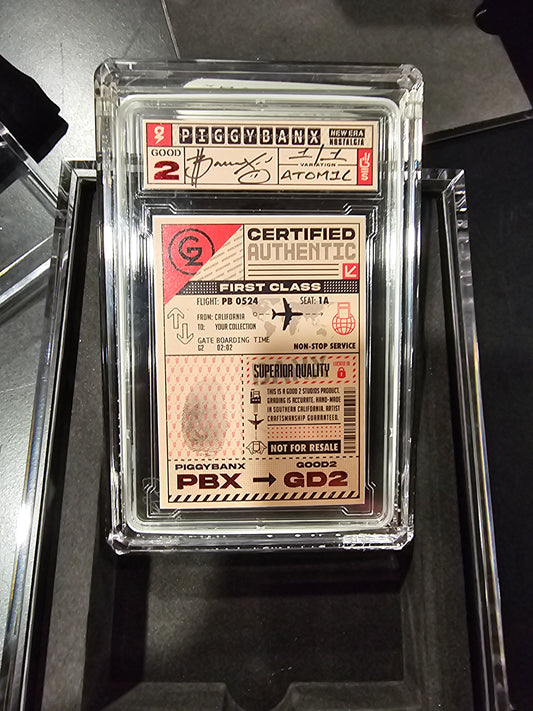 PIGGYBANX
NEW ERA
NOSTALGIA
GOOD
2
1/1
VARIATION
ATOMIC
G2
CERTIFIED
AUTHENTIC
FIRST CLASS
FLIGHT: PB 0524 SEAT: 1A
FROM: CALIFORNIA
TO: YOUR COLLECTION
GATE BOARDING TIME
G2 02:02
NON-STOP SERVICE
SUPERIOR QUALITY
LOCKED IN
THIS IS A GOOD 2 STUDIOS PRODUCT.
GRADING IS ACCURATE. HAND-MADE
IN SOUTHERN CALIFORNIA. ARTIST
CRAFTSMANSHIP GUARANTEED.
NOT FOR RESALE
PIGGYBANX GOOD2
PBX → GD2